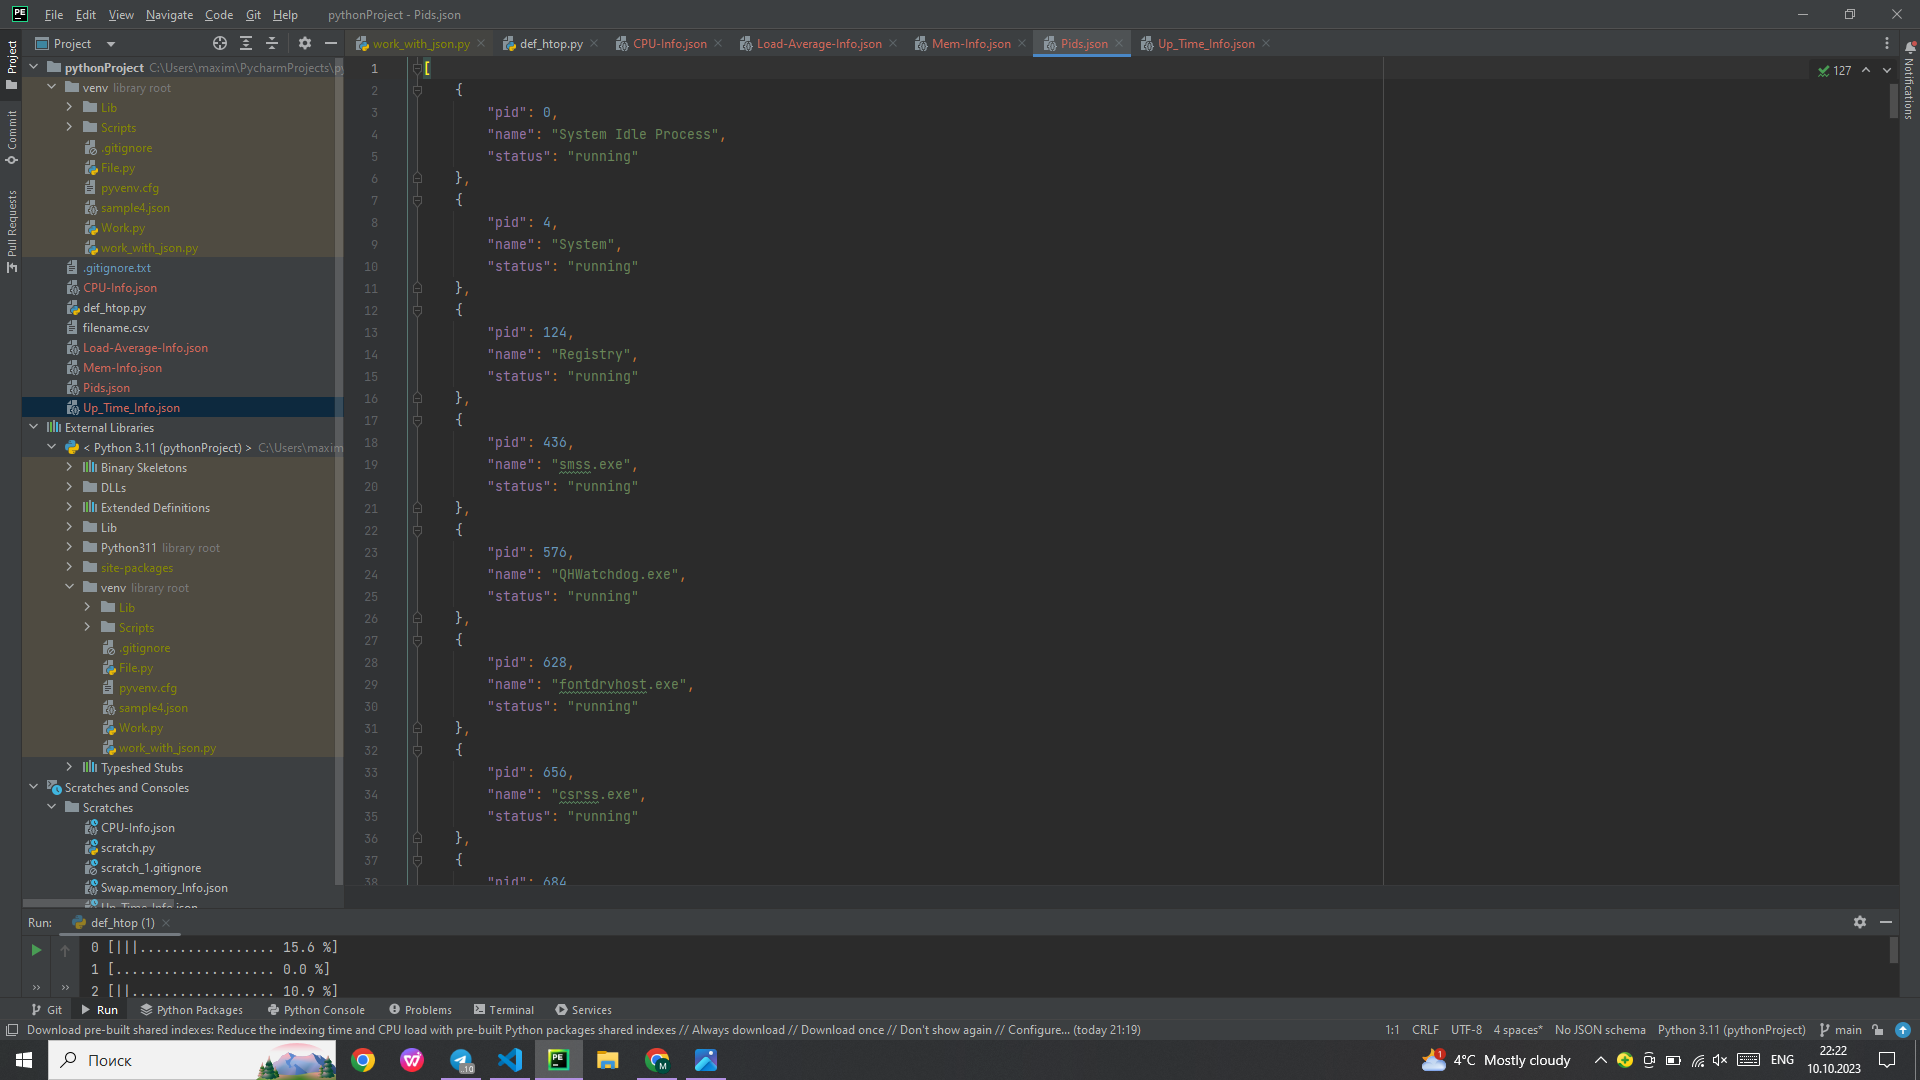 File Edit View Navigate Code Git Help pythonProject - Pids.json
Project
work_with_json.py def_htop.py CPU-Info.json Load-Average-Info.json Mem-Info.json Pids.json Up_Time_Info.json
Project
Commit
Pull Requests
Notifications
127
pythonProject C:\Users\maxim\PycharmProjects\py
venv library root
Lib
Scripts
.gitignore
File.py
pyvenv.cfg
sample4.json
Work.py
work_with_json.py
.gitignore.txt
CPU-Info.json
def_htop.py
filename.csv
Load-Average-Info.json
Mem-Info.json
Pids.json
Up_Time_Info.json
External Libraries
< Python 3.11 (pythonProject) > C:\Users\maxim
Binary Skeletons
DLLs
Extended Definitions
Lib
Python311 library root
site-packages
venv library root
Lib
Scripts
.gitignore
File.py
pyvenv.cfg
sample4.json
Work.py
work_with_json.py
Typeshed Stubs
Scratches and Consoles
Scratches
CPU-Info.json
scratch.py
scratch_1.gitignore
Swap.memory_Info.json
Up-Time-Info.json
1 [
2 {
3 "pid": 0,
4 "name": "System Idle Process",
5 "status": "running"
6 },
7 {
8 "pid": 4,
9 "name": "System",
10 "status": "running"
11 },
12 {
13 "pid": 124,
14 "name": "Registry",
15 "status": "running"
16 },
17 {
18 "pid": 436,
19 "name": "smss.exe",
20 "status": "running"
21 },
22 {
23 "pid": 576,
24 "name": "QHWatchdog.exe",
25 "status": "running"
26 },
27 {
28 "pid": 628,
29 "name": "fontdrvhost.exe",
30 "status": "running"
31 },
32 {
33 "pid": 656,
34 "name": "csrss.exe",
35 "status": "running"
36 },
37 {
38 "pid": 684
Run: def_htop (1)
0 [|||................. 15.6 %]
1 [.................... 0.0 %]
2 [||.................. 10.9 %]
Git Run Python Packages Python Console Problems Terminal Services
Download pre-built shared indexes: Reduce the indexing time and CPU load with pre-built Python packages shared indexes // Always download // Download once // Don't show again // Configure... (today 21:19) 1:1 CRLF UTF-8 4 spaces* No JSON schema Python 3.11 (pythonProject) main
Поиск
4°C Mostly cloudy ENG
22:22
10.10.2023